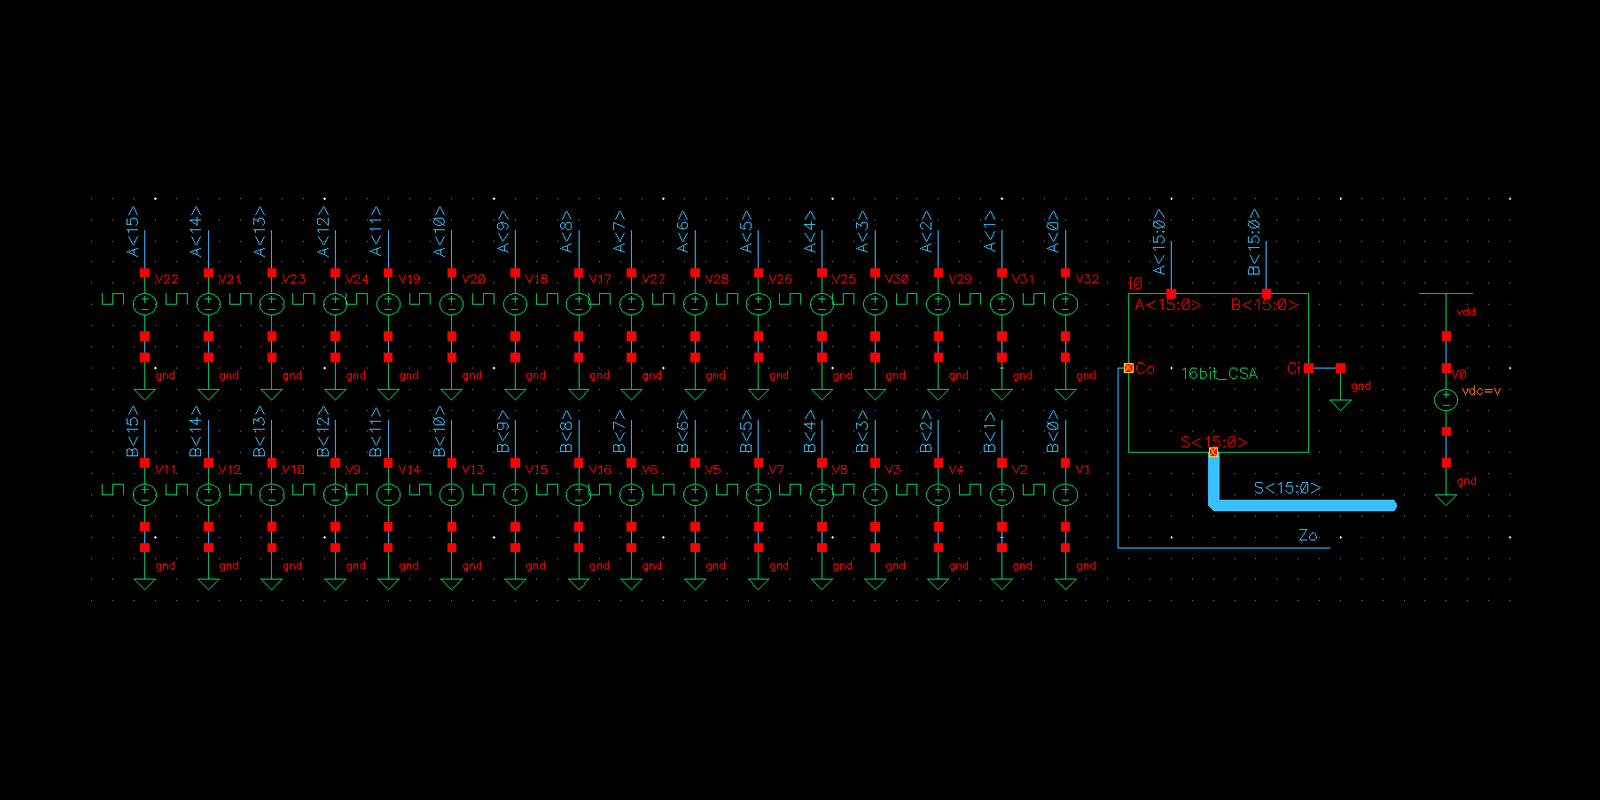 A<15> A<14> A<13> A<12> A<11> A<10> A<9> A<8> A<7> A<6> A<5> A<4> A<3> A<2> A<1> A<0>
V22 V21 V23 V24 V19 V20 V18 V17 V27 V28 V26 V25 V30 V29 V31 V32
gnd gnd gnd gnd gnd gnd gnd gnd gnd gnd gnd gnd gnd gnd gnd gnd
B<15> B<14> B<13> B<12> B<11> B<10> B<9> B<8> B<7> B<6> B<5> B<4> B<3> B<2> B<1> B<0>
V11 V12 V10 V9 V14 V13 V15 V16 V6 V5 V7 V8 V3 V4 V2 V1
gnd gnd gnd gnd gnd gnd gnd gnd gnd gnd gnd gnd gnd gnd gnd gnd
A<15:0> B<15:0>
I0
A<15:0> B<15:0>
Co 16bit_CSA Ci
gnd
S<15:0>
S<15:0>
Zo
vdd
V0
vdc=v
gnd